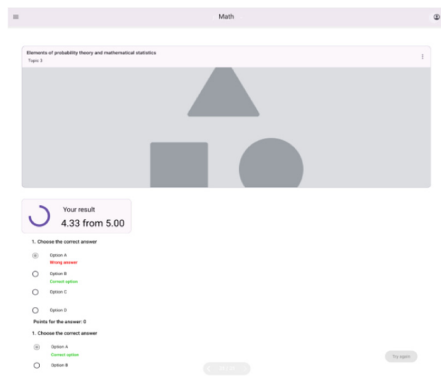 Math
Elements of probability theory and mathematical statistics
Topic 3
Your result
4.33 from 5.00
1. Choose the correct answer
Option A
Wrong answer
Option B
Correct option
Option C
Option D
Points for the answer: 0
1. Choose the correct answer
Option A
Correct option
Option B
Try again